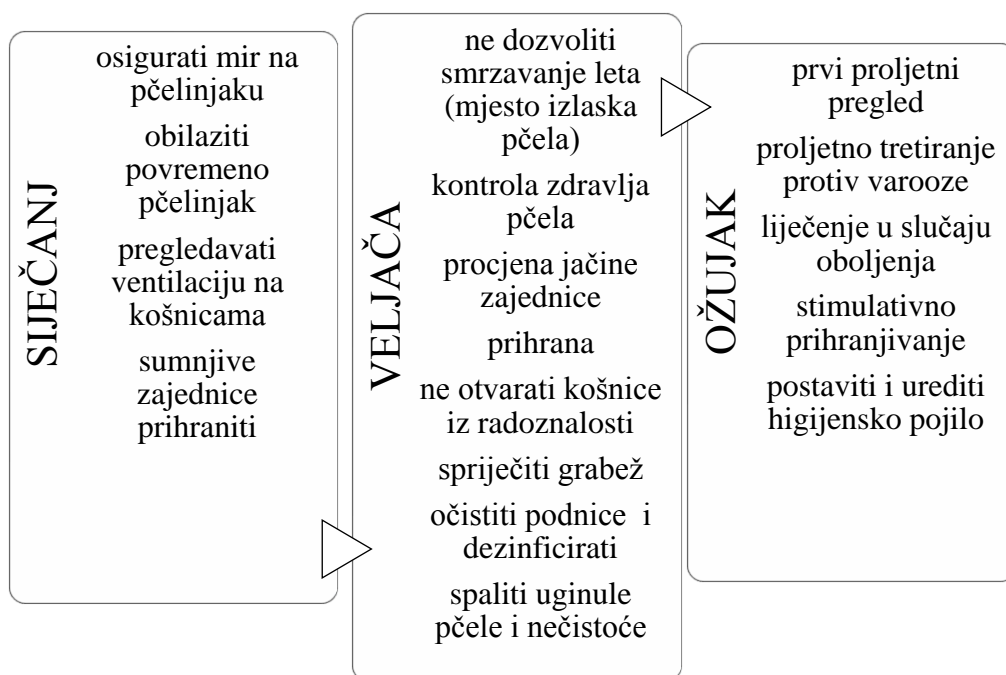 SIJEČANJ
osigurati mir na
pčelinjaku
obilaziti
povremeno
pčelinjak
pregledavati
ventilaciju na
košnicama
sumnjive
zajednice
prihraniti
VELJAČA
ne dozvoliti
smrzavanje leta
(mjesto izlaska
pčela)
kontrola zdravlja
pčela
procjena jačine
zajednice
prihrana
ne otvarati košnice
iz radoznalosti
spriječiti grabež
očistiti podnice  i
dezinficirati
spaliti uginule
pčele i nečistoće
OŽUJAK
prvi proljetni
pregled
proljetno tretiranje
protiv varooze
liječenje u slučaju
oboljenja
stimulativno
prihranjivanje
postaviti i urediti
higijensko pojilo